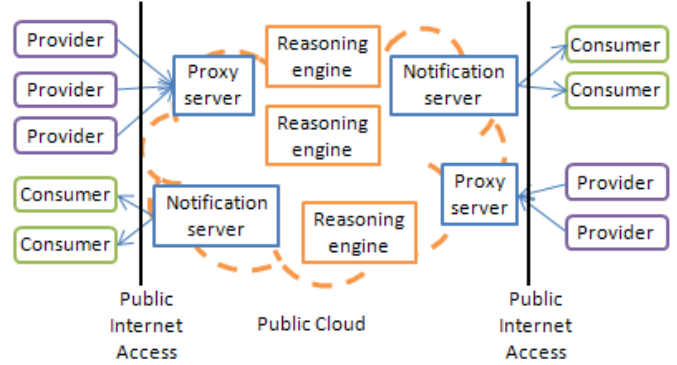 Provider
Provider
Provider
Proxy
server
Reasoning
engine
Notification
server
Consumer
Consumer
Reasoning
engine
Consumer
Consumer
Notification
server
Reasoning
engine
Proxy
server
Provider
Provider
Public
Internet
Access
Public Cloud
Public
Internet
Access